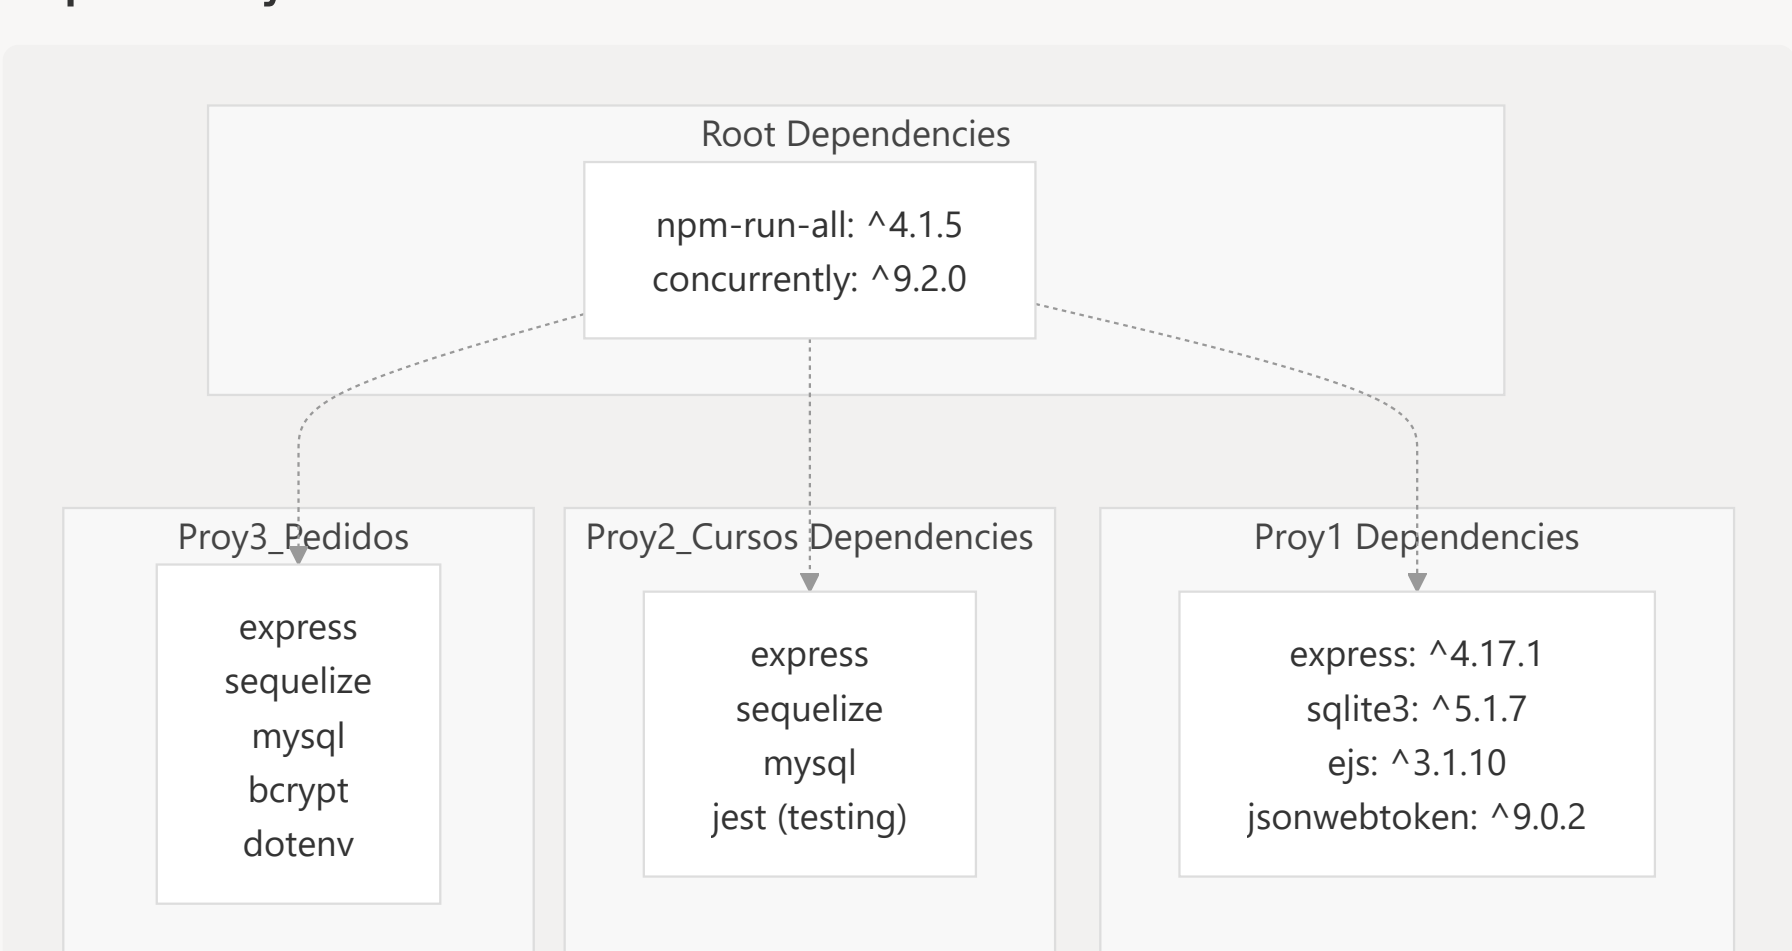 Root Dependencies
npm-run-all: ^4.1.5
concurrently: ^9.2.0
Proy3_Pedidos
express
sequelize
mysql
bcrypt
dotenv
Proy2_Cursos Dependencies
express
sequelize
mysql
jest (testing)
Proy1 Dependencies
express: ^4.17.1
sqlite3: ^5.1.7
ejs: ^3.1.10
jsonwebtoken: ^9.0.2